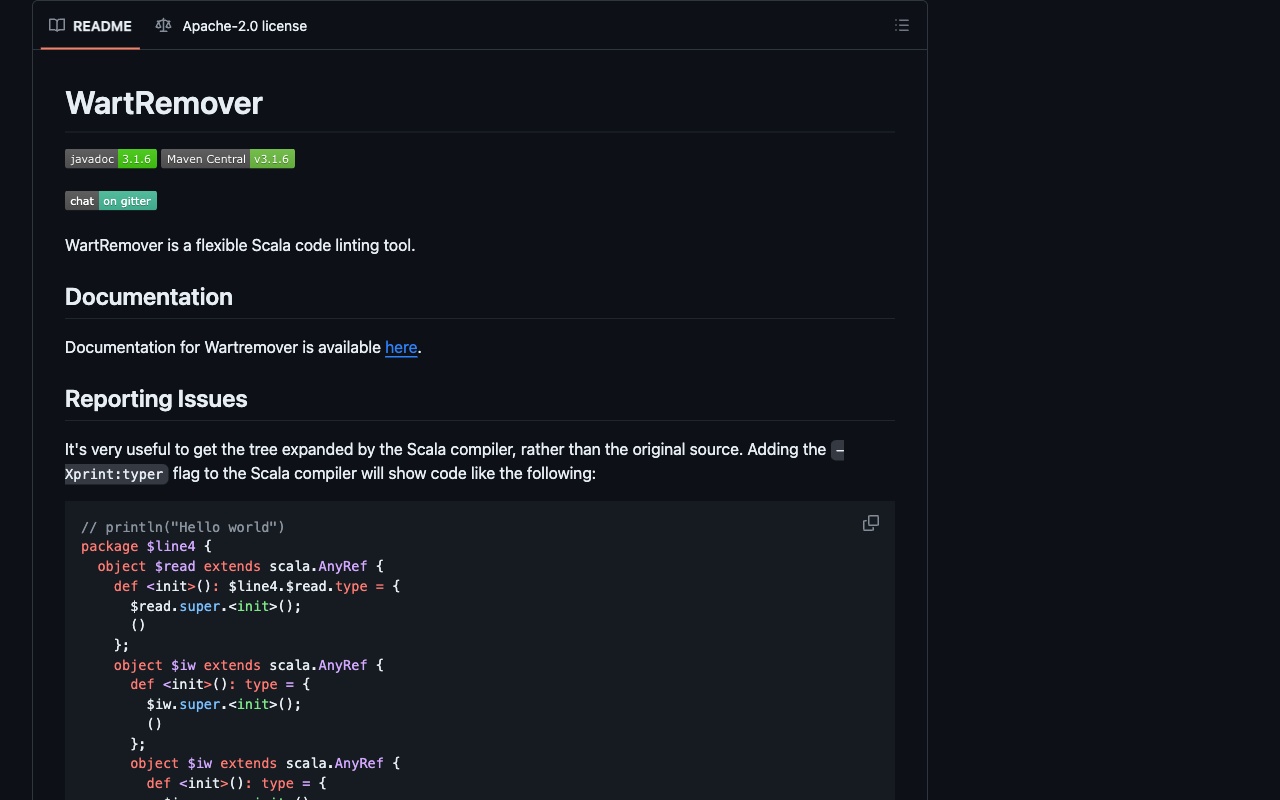 README Apache-2.0 license
WartRemover
javadoc 3.1.6 Maven Central v3.1.6
chat on gitter
WartRemover is a flexible Scala code linting tool.
Documentation
Documentation for Wartremover is available here.
Reporting Issues
It's very useful to get the tree expanded by the Scala compiler, rather than the original source. Adding the -
Xprint:typer flag to the Scala compiler will show code like the following:
// println("Hello world")
package $line4 {
  object $read extends scala.AnyRef {
    def <init>(): $line4.$read.type = {
      $read.super.<init>();
      ()
    };
    object $iw extends scala.AnyRef {
      def <init>(): type = {
        $iw.super.<init>();
        ()
      };
      object $iw extends scala.AnyRef {
        def <init>(): type = {